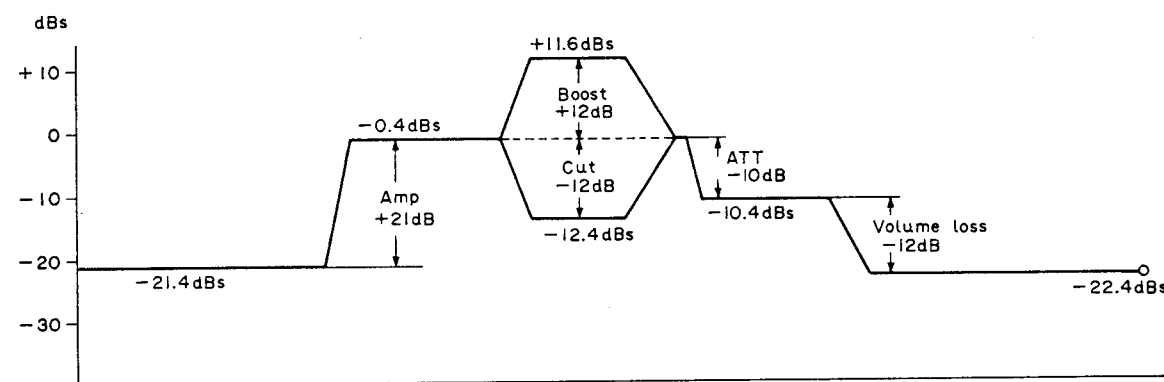 dBs
+11.6dBs
+10
Boost
+12dB
-0.4dBs
0
Cut
-12dB
ATT
-10dB
Amp
+21dB
-10
-10.4dBs
-12.4dBs
Volume loss
-12dB
-20
-21.4dBs
-22.4dBs
-30